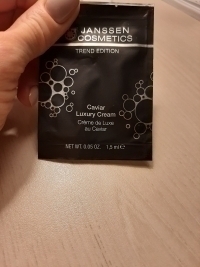 JANSSEN
COSMETICS
TREND EDITION
Caviar
Luxury Cream
Crème de Luxe
au Caviar
NET WT. 0.05 OZ. 1,5 ml ℮